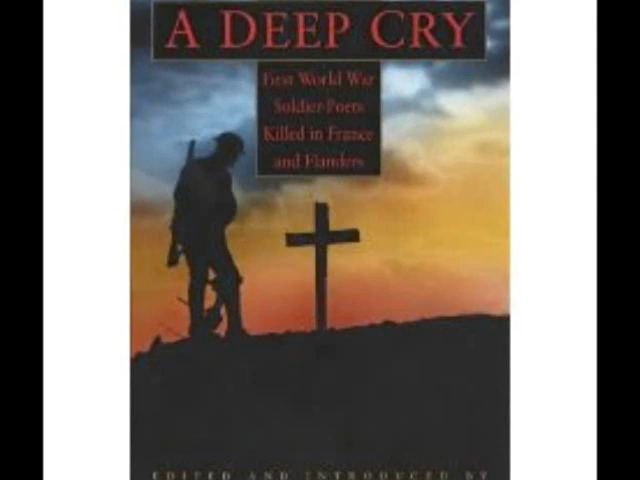 A DEEP CRY
First World War
Soldier-Poets
Killed in France
and Flanders
EDITED AND INTRODUCED BY